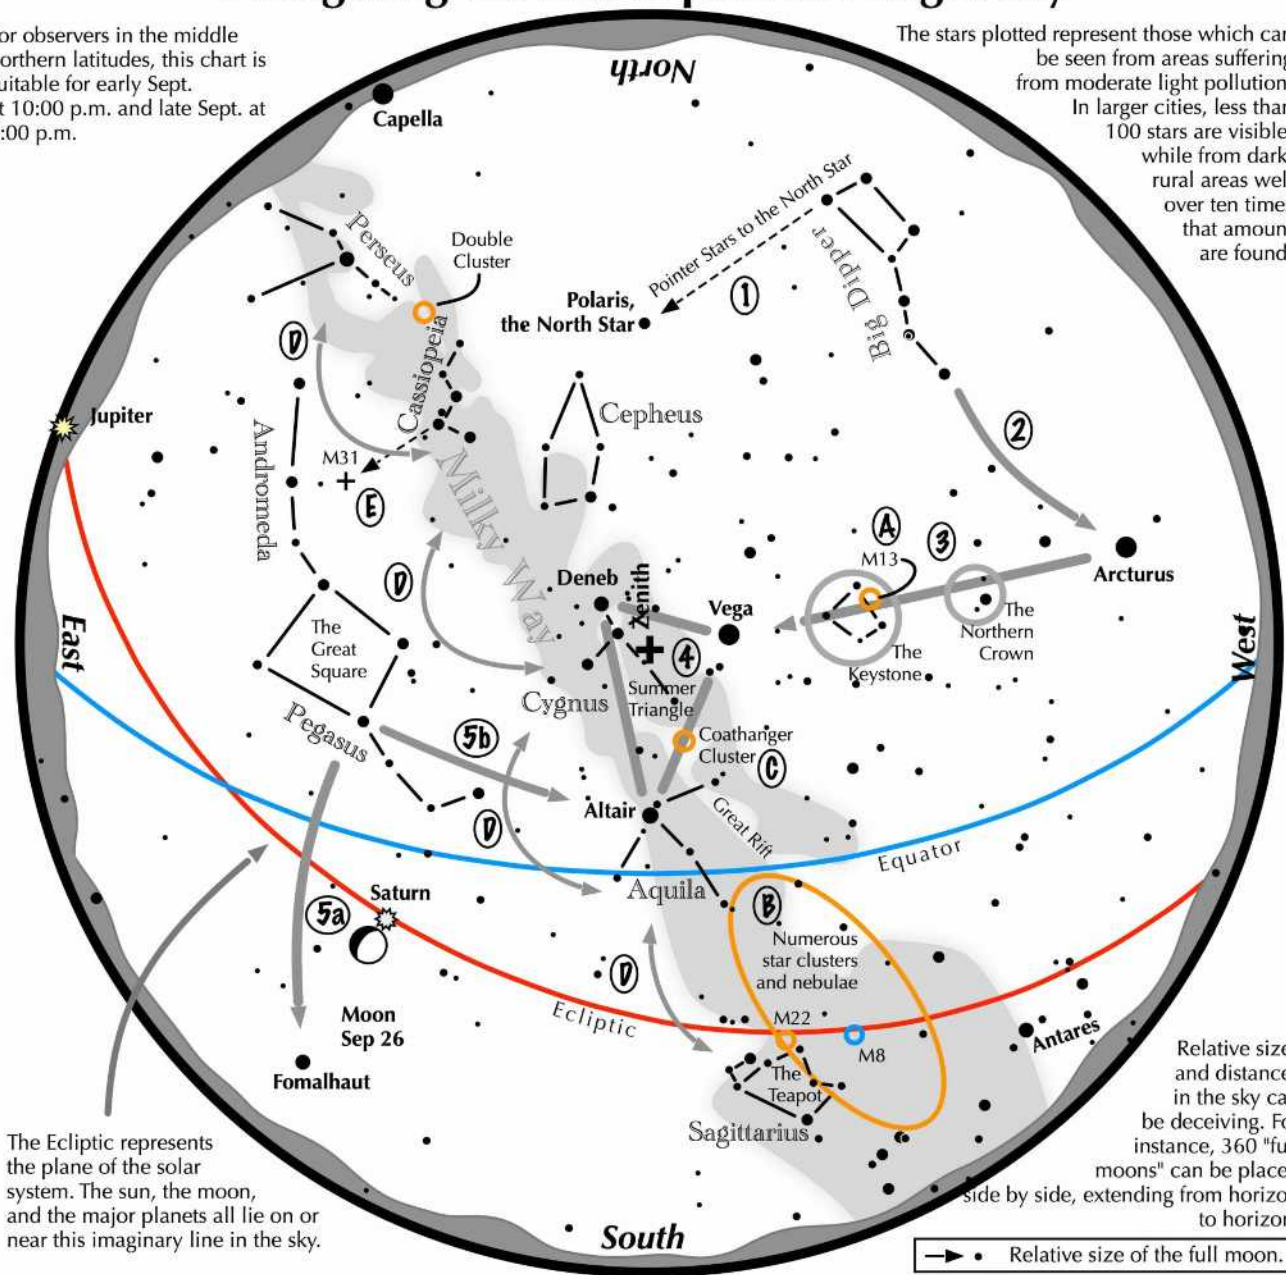 or observers in the middle
orthern latitudes, this chart is
uitable for early Sept.
t 10:00 p.m. and late Sept. at
:00 p.m.
The stars plotted represent those which can
be seen from areas suffering
from moderate light pollution
In larger cities, less than
100 stars are visible
while from dark
rural areas wel
over ten time
that amoun
are found
North
Capella
Perseus
Double
Cluster
Pointer Stars to the North Star
1
Big Dipper
Polaris,
the North Star
D
Cassiopeia
Cepheus
Jupiter
2
Andromeda
M31
E
Milky Way
A
3
M13
Arcturus
D
Deneb
Zenith
Vega
The
Northern
Crown
The
Keystone
East
West
The
Great
Square
4
Cygnus
Summer
Triangle
Pegasus
5b
Coathanger
Cluster
C
D
Altair
Great Rift
Equator
Aquila
Saturn
5a
B
Numerous
star clusters
and nebulae
D
Ecliptic
Moon
Sep 26
M22
M8
Antares
Fomalhaut
The
Teapot
Sagittarius
The Ecliptic represents
the plane of the solar
system. The sun, the moon,
and the major planets all lie on or
near this imaginary line in the sky.
Relative size
and distance
in the sky ca
be deceiving. Fo
instance, 360 "fu
moons" can be place
side by side, extending from horizo
to horizon
South
Relative size of the full moon.